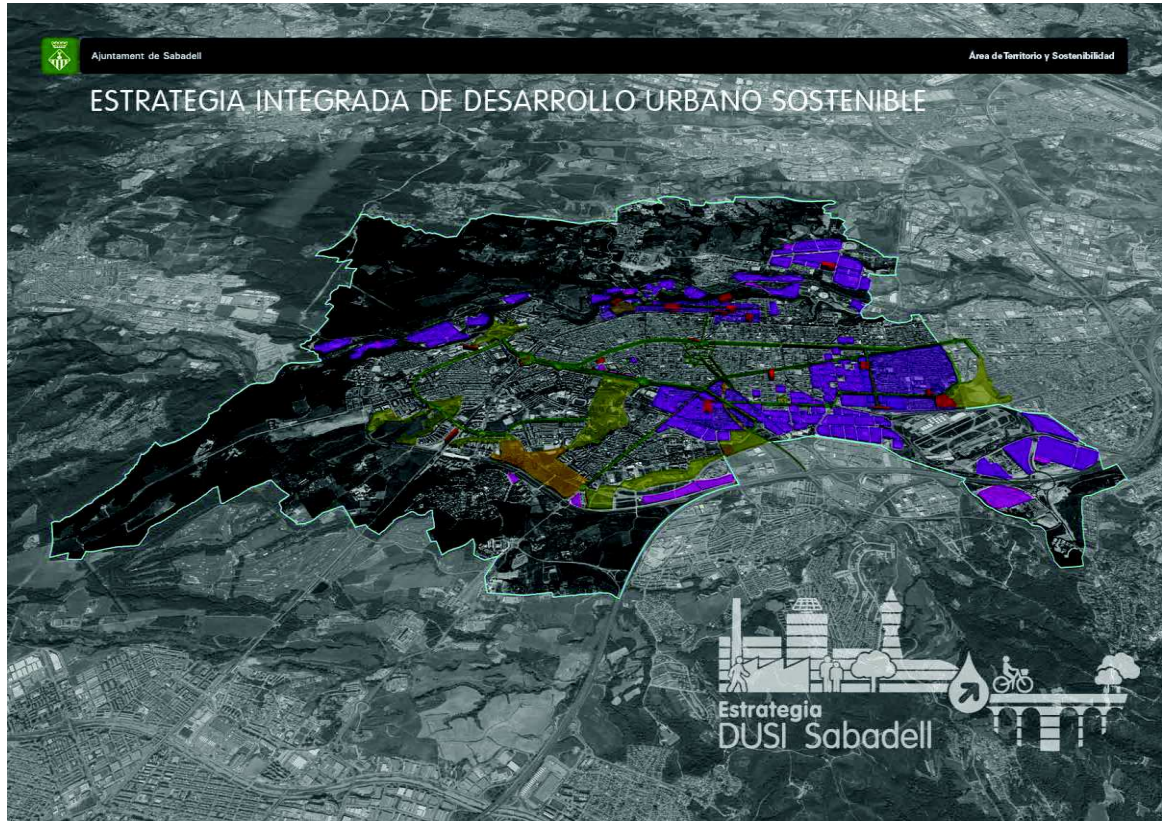 Ajuntament de Sabadell
Área de Territorio y Sostenibilidad
ESTRATEGIA INTEGRADA DE DESARROLLO URBANO SOSTENIBLE
Estrategia
DUSI Sabadell